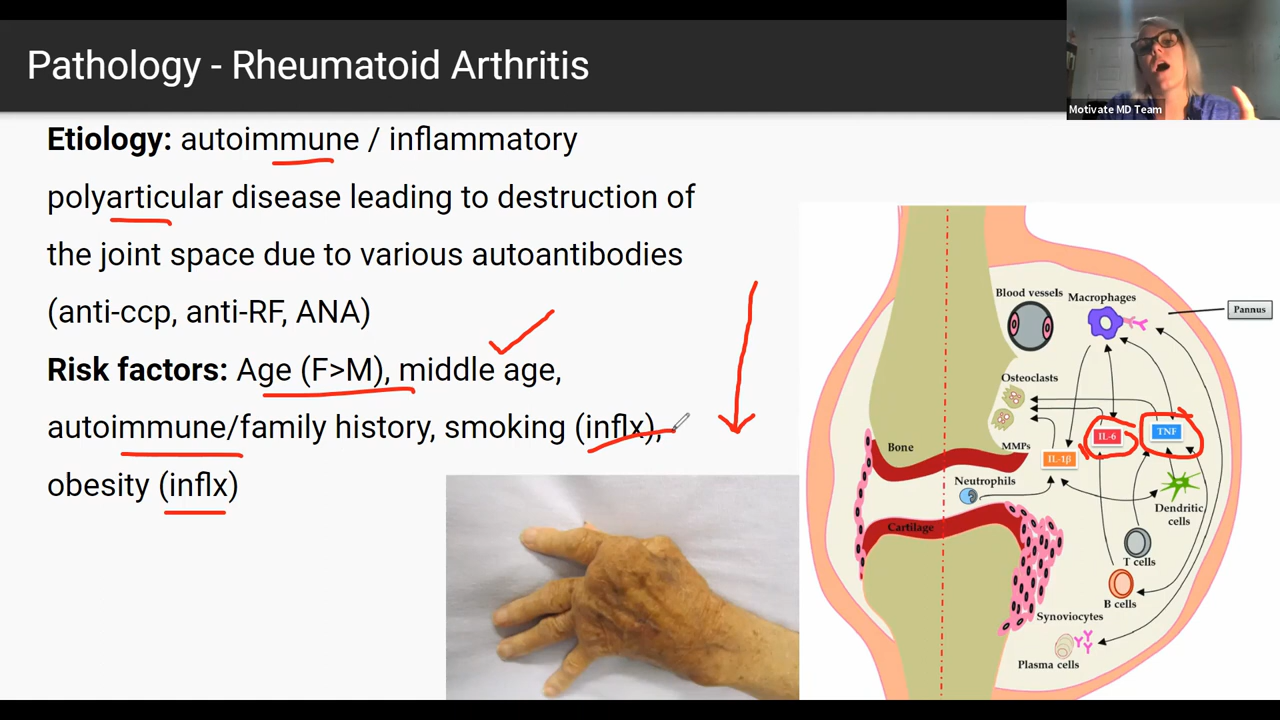 Pathology - Rheumatoid Arthritis
Motivate MD Team
Etiology: autoimmune / inflammatory
polyarticular disease leading to destruction of
the joint space due to various autoantibodies
(anti-ccp, anti-RF, ANA)
Risk factors: Age (F>M), middle age,
autoimmune/family history, smoking (inflx),
obesity (inflx)
Blood vessels
Macrophages
Pannus
Osteoclasts
MMPs
IL-6
TNF
IL-1β
Bone
Neutrophils
Dendritic
cells
Cartilage
T cells
B cells
Synoviocytes
Plasma cells